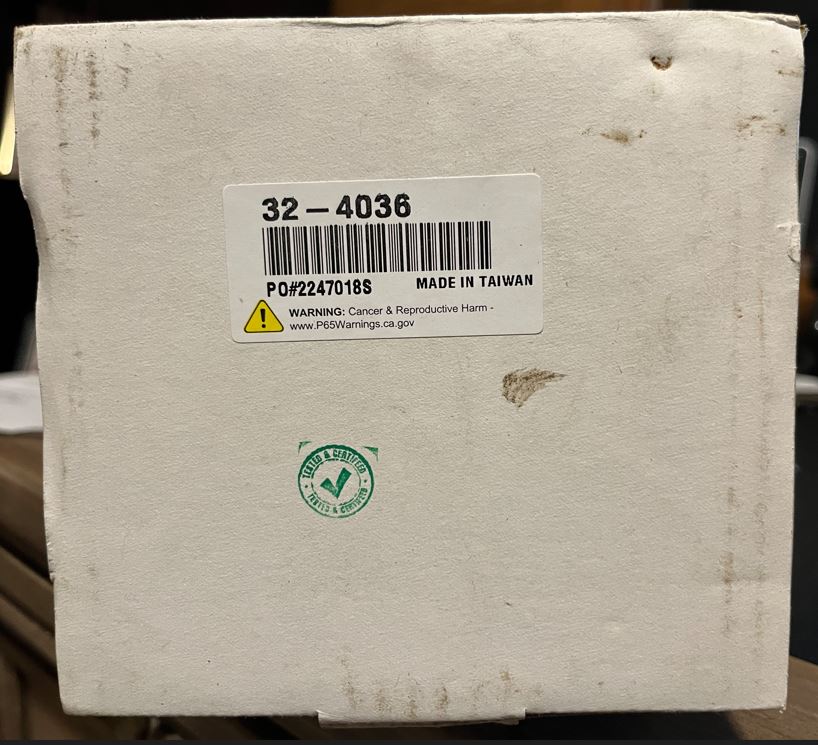 32 – 4036
PO#2247018S MADE IN TAIWAN
WARNING: Cancer & Reproductive Harm -
www.P65Warnings.ca.gov
TESTED & CERTIFIED
TESTED & CERTIFIED